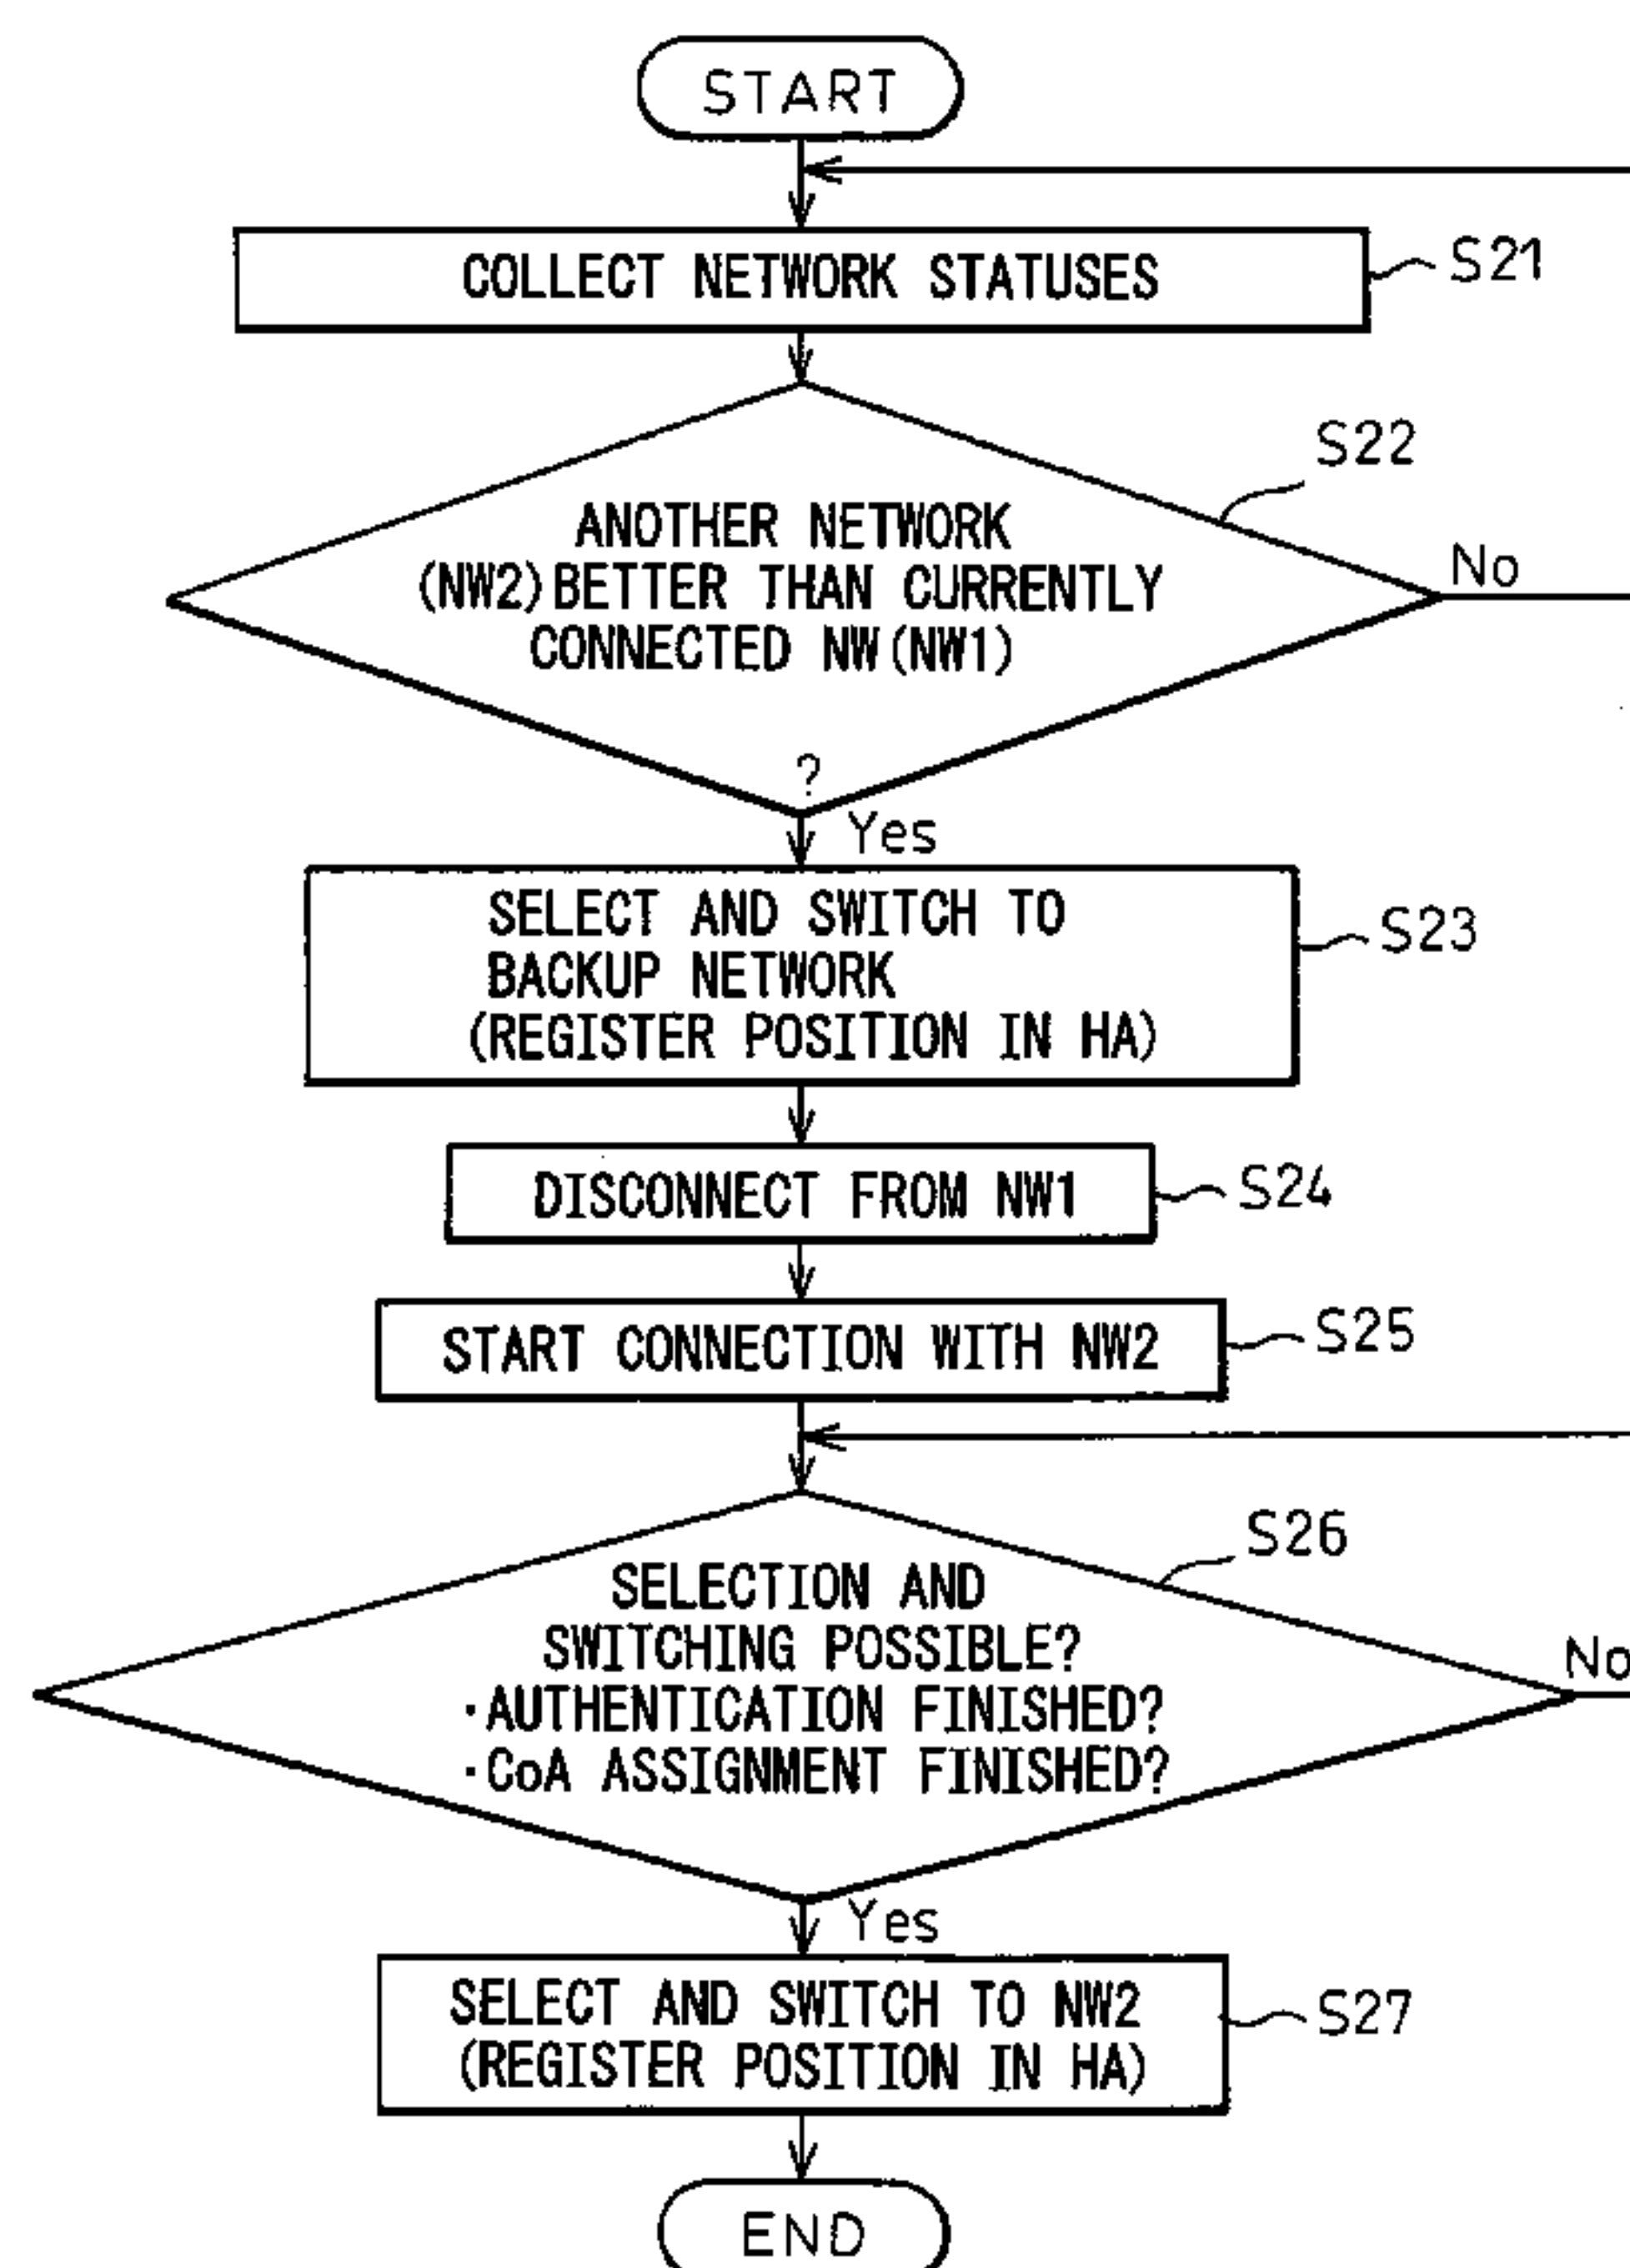 START
COLLECT NETWORK STATUSES
S21
S22
ANOTHER NETWORK
(NW2) BETTER THAN CURRENTLY
CONNECTED NW (NW1)
?
No
Yes
SELECT AND SWITCH TO
BACKUP NETWORK
(REGISTER POSITION IN HA)
S23
DISCONNECT FROM NW1
S24
START CONNECTION WITH NW2
S25
S26
SELECTION AND
SWITCHING POSSIBLE?
·AUTHENTICATION FINISHED?
·CoA ASSIGNMENT FINISHED?
No
Yes
SELECT AND SWITCH TO NW2
(REGISTER POSITION IN HA)
S27
END